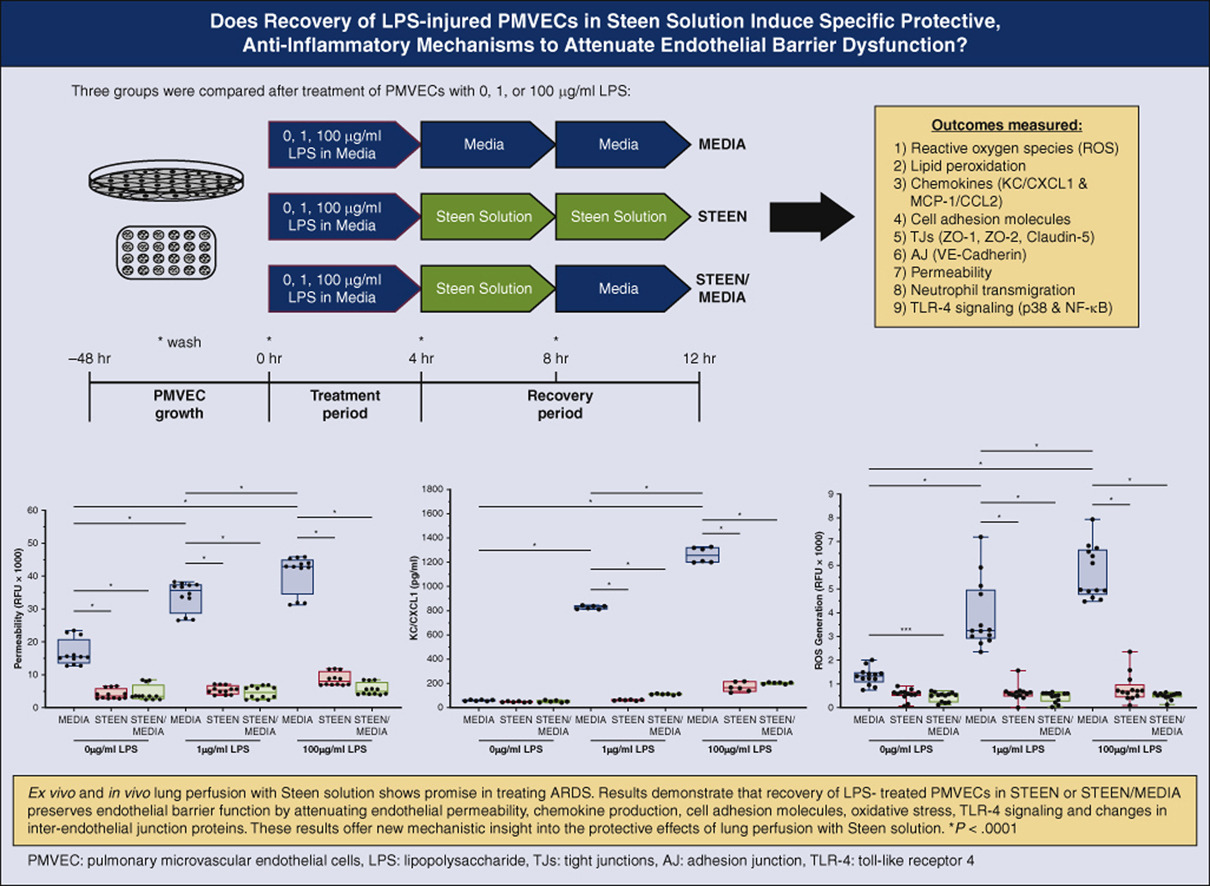 Does Recovery of LPS-injured PMVECs in Steen Solution Induce Specific Protective,
Anti-Inflammatory Mechanisms to Attenuate Endothelial Barrier Dysfunction?
Three groups were compared after treatment of PMVECs with 0, 1, or 100 μg/ml LPS:
0, 1, 100 μg/ml
LPS in Media
Media
Media
MEDIA
0, 1, 100 μg/ml
LPS in Media
Steen Solution
Steen Solution
STEEN
0, 1, 100 μg/ml
LPS in Media
Steen Solution
Media
STEEN/
MEDIA
Outcomes measured:
1) Reactive oxygen species (ROS)
2) Lipid peroxidation
3) Chemokines (KC/CXCL1 &
MCP-1/CCL2)
4) Cell adhesion molecules
5) TJs (ZO-1, ZO-2, Claudin-5)
6) AJ (VE-Cadherin)
7) Permeability
8) Neutrophil transmigration
9) TLR-4 signaling (p38 & NF-κB)
* wash
* * *
–48 hr 0 hr 4 hr 8 hr 12 hr
PMVEC
growth
Treatment
period
Recovery
period
Permeability (RFU × 1000)
60
50
40
30
20
10
0
* * * * * * * * *
MEDIA STEEN STEEN/
MEDIA
MEDIA STEEN STEEN/
MEDIA
MEDIA STEEN STEEN/
MEDIA
0μg/ml LPS 1μg/ml LPS 100μg/ml LPS
KC/CXCL1 (pg/ml)
1800
1600
1400
1200
1000
800
600
400
200
0
* * * * * * *
MEDIA STEEN STEEN/
MEDIA
MEDIA STEEN STEEN/
MEDIA
MEDIA STEEN STEEN/
MEDIA
0μg/ml LPS 1μg/ml LPS 100μg/ml LPS
ROS Generation (RFU × 1000)
9
8
7
6
5
4
3
2
1
0
* * * * * * * ***
MEDIA STEEN STEEN/
MEDIA
MEDIA STEEN STEEN/
MEDIA
MEDIA STEEN STEEN/
MEDIA
0μg/ml LPS 1μg/ml LPS 100μg/ml LPS
Ex vivo and in vivo lung perfusion with Steen solution shows promise in treating ARDS. Results demonstrate that recovery of LPS- treated PMVECs in STEEN or STEEN/MEDIA
preserves endothelial barrier function by attenuating endothelial permeability, chemokine production, cell adhesion molecules, oxidative stress, TLR-4 signaling and changes in
inter-endothelial junction proteins. These results offer new mechanistic insight into the protective effects of lung perfusion with Steen solution. *P < .0001
PMVEC: pulmonary microvascular endothelial cells, LPS: lipopolysaccharide, TJs: tight junctions, AJ: adhesion junction, TLR-4: toll-like receptor 4